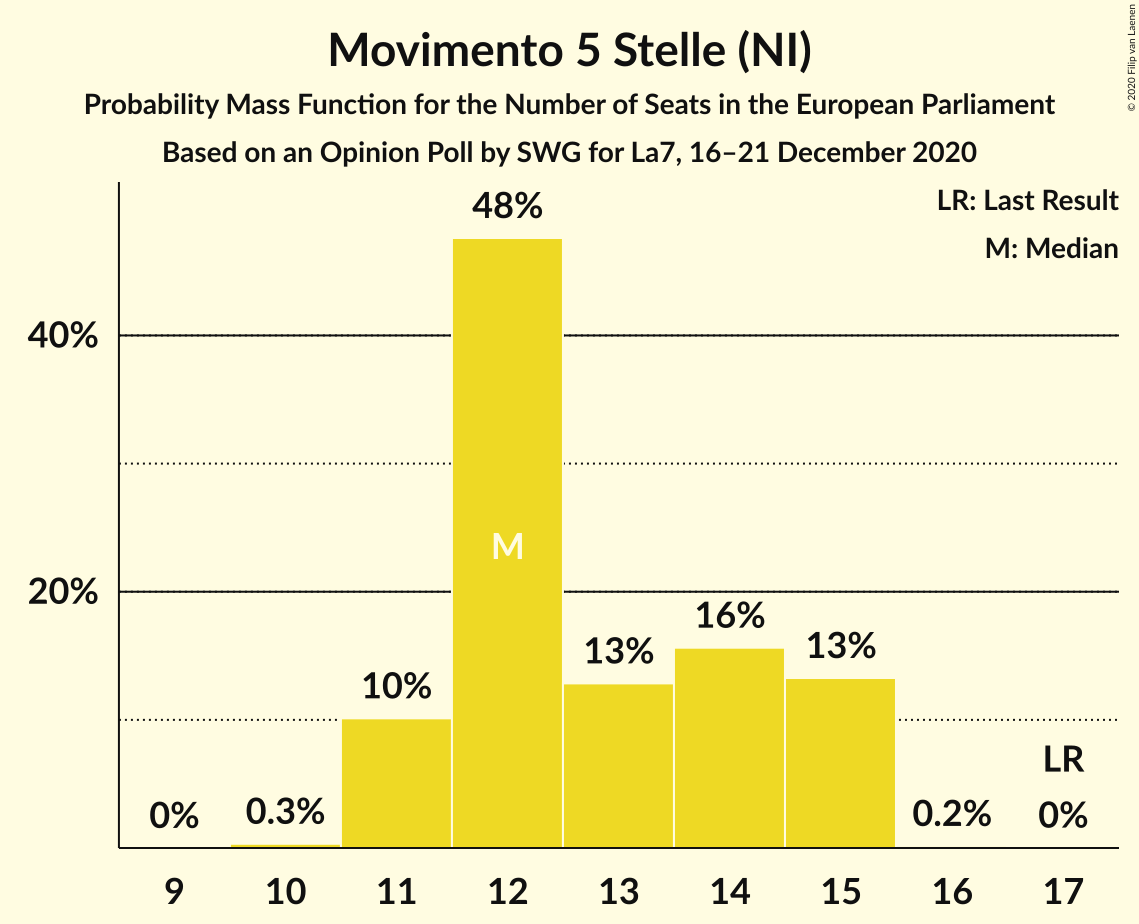 Movimento 5 Stelle (NI)
Probability Mass Function for the Number of Seats in the European Parliament
Based on an Opinion Poll by SWG for La7, 16–21 December 2020
© 2020 Filip van Laenen
LR: Last Result
M: Median
48%
40%
M
20%
16%
13%
13%
10%
LR
0%
0.3%
0.2%
0%
9 10 11 12 13 14 15 16 17